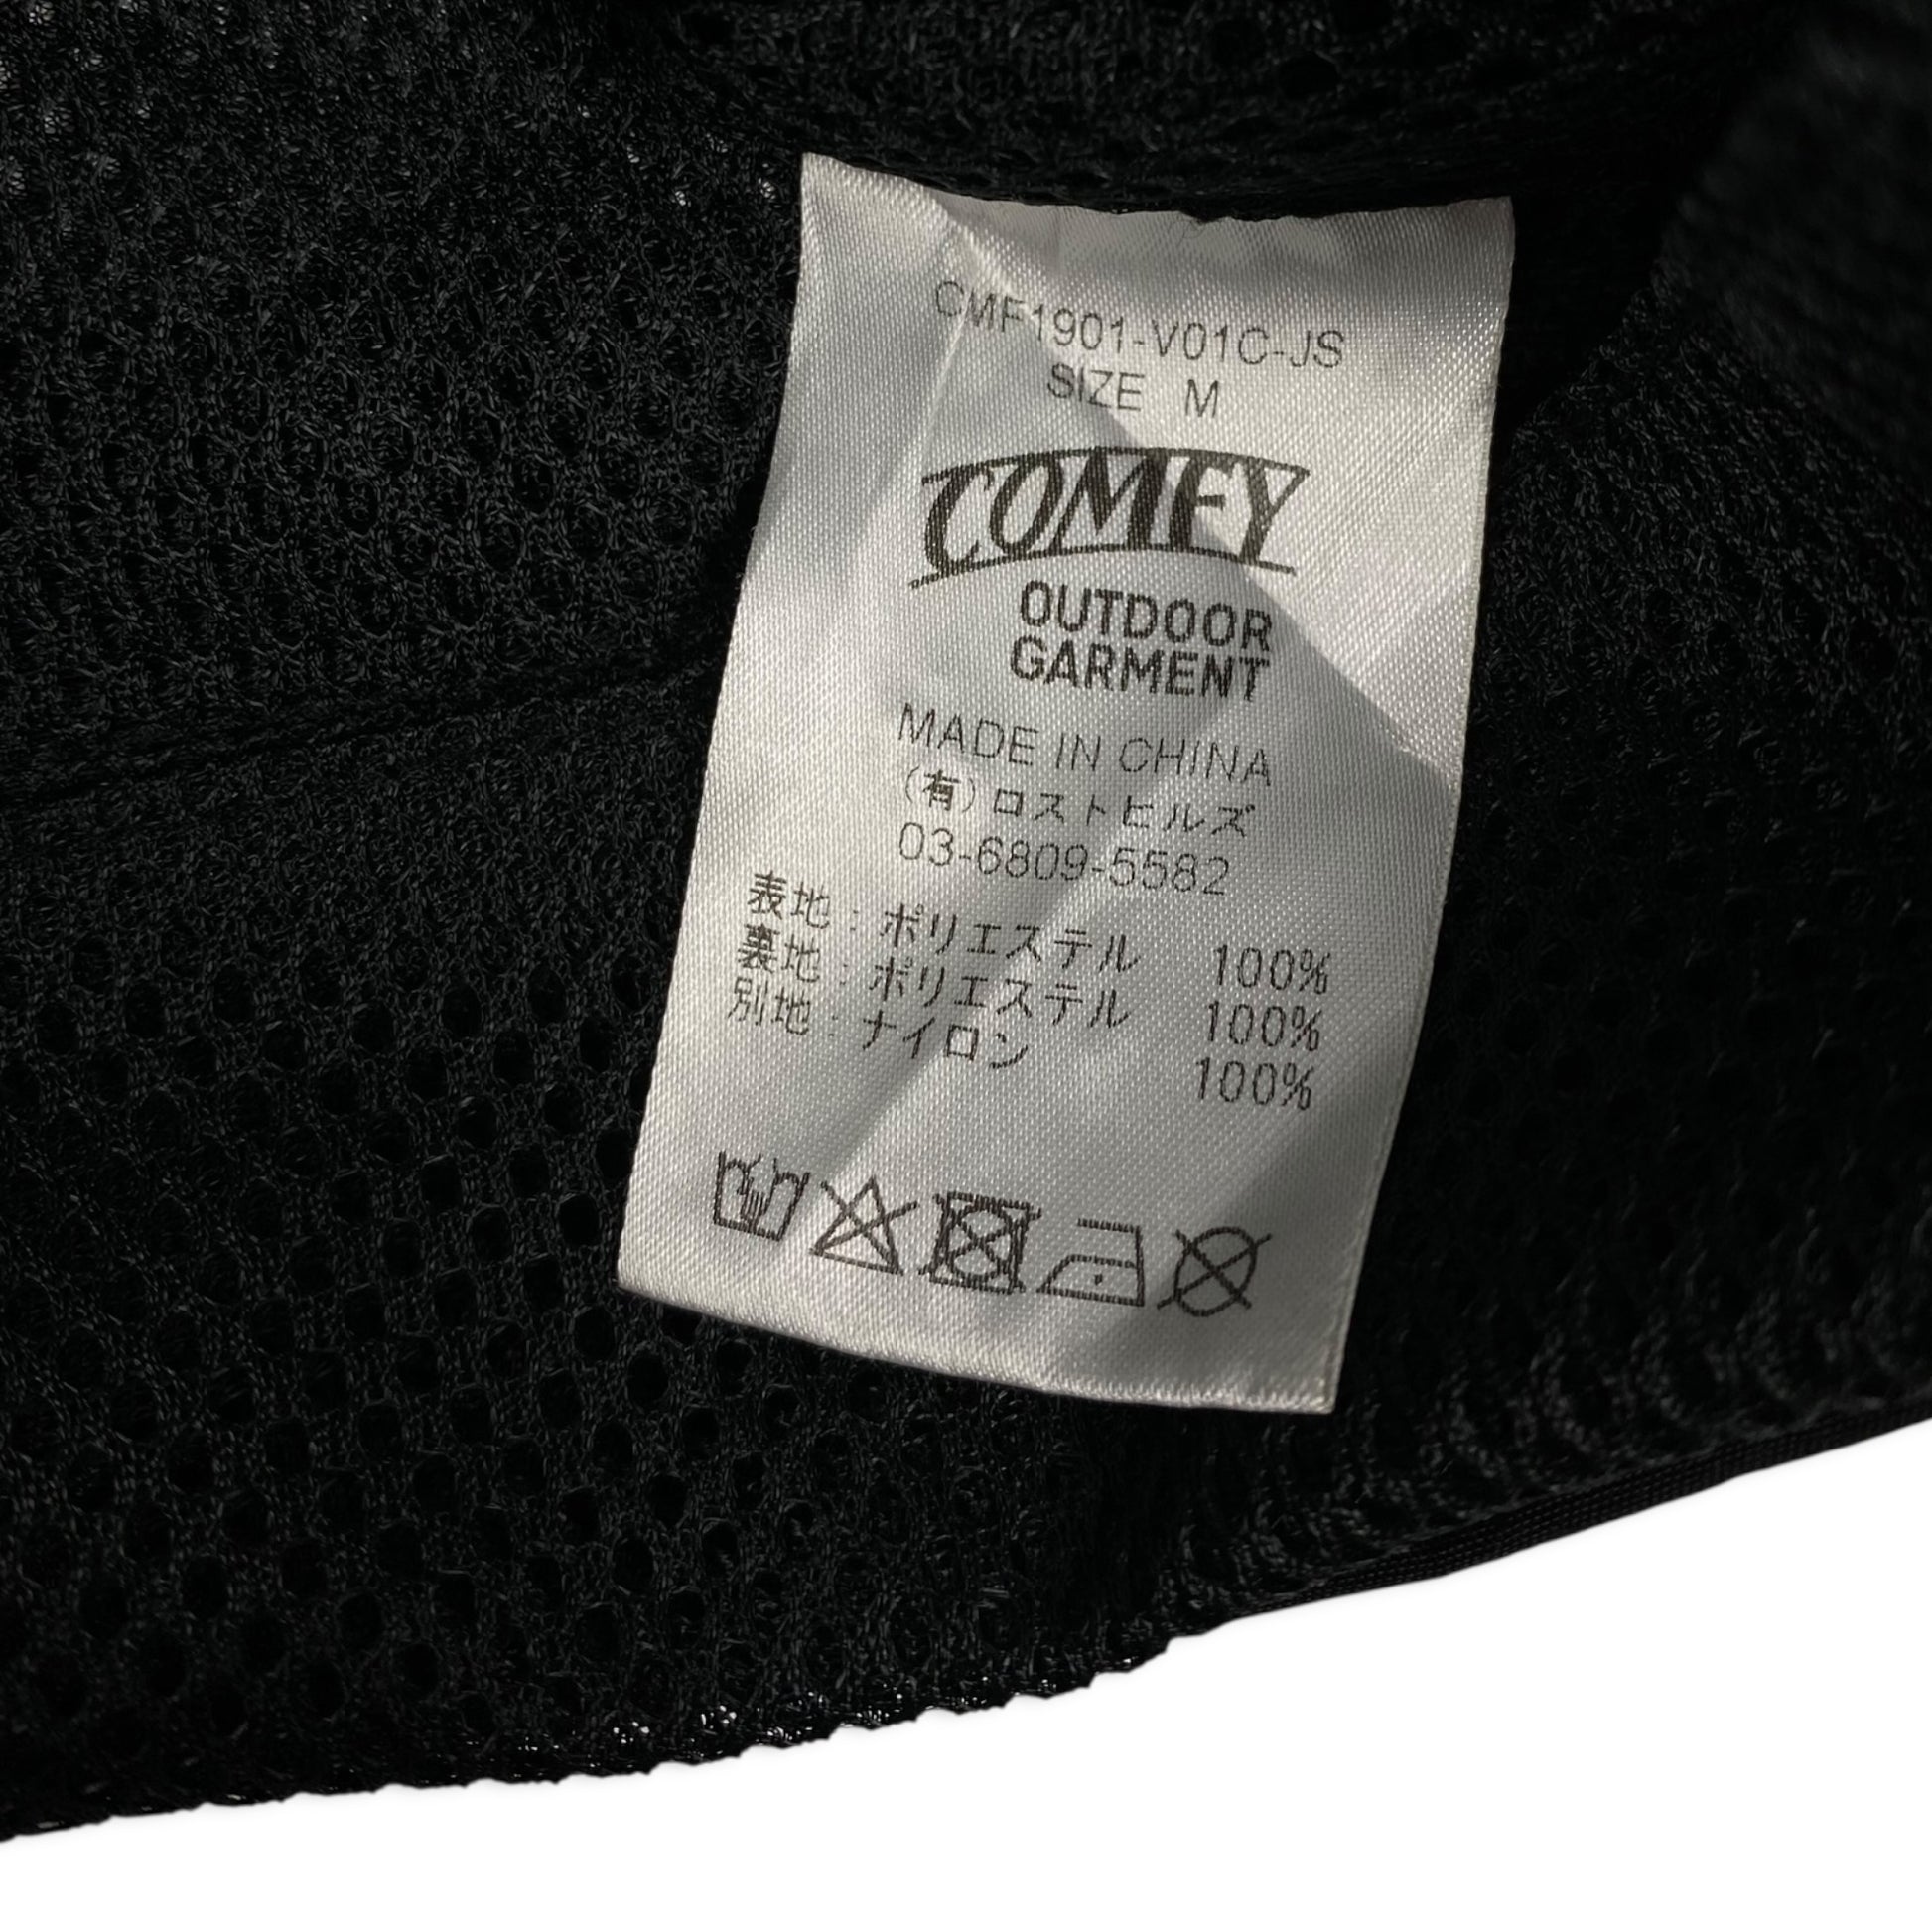 CMF1901-V01C-JS
SIZE M
COMFY
OUTDOOR
GARMENT
MADE IN CHINA
(有)ロストヒルズ
03-6809-5582
表地:ポリエステル 100%
裏地:ポリエステル 100%
別地:ナイロン 100%